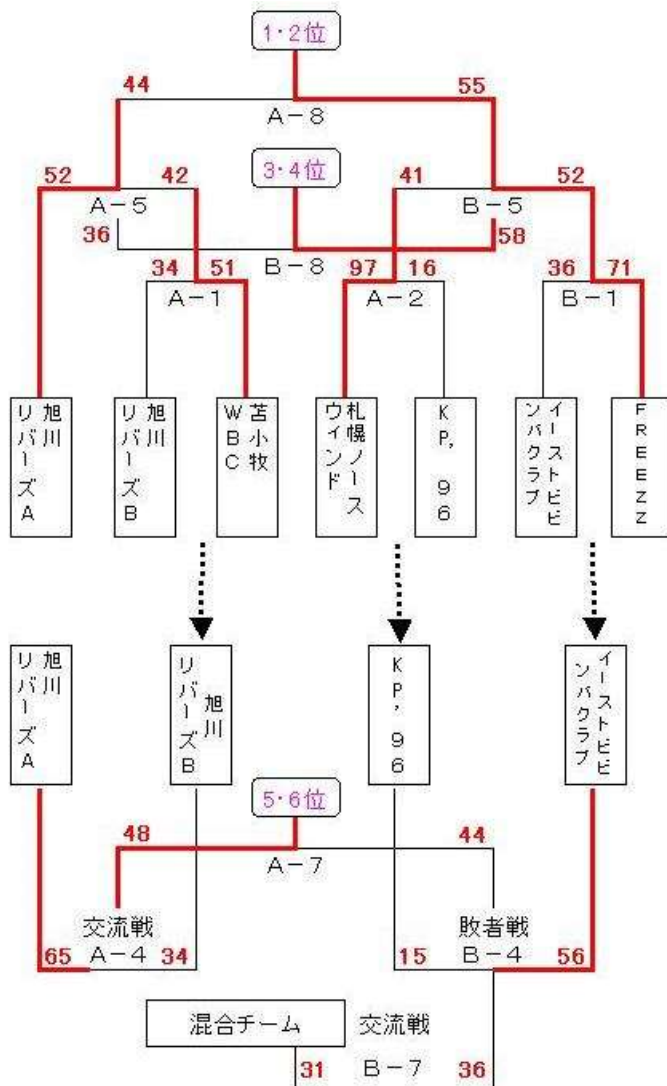 1・2位
44 55
A-8
52 42 3・4位 41 52
A-5 B-5
36 58
B-8
34 51 97 16 36 71
A-1 A-2 B-1
旭川
リバーズA
旭川
リバーズB
苫小牧
WBC
札幌ノース
ウィンド
KP,96
イーストビビ
ンバクラブ
FREEZZ
旭川
リバーズA
旭川
リバーズB
KP,96
イーストビビ
ンバクラブ
5・6位
48 44
A-7
交流戦 敗者戦
65 A-4 34 15 B-4 56
混合チーム 交流戦
31 B-7 36